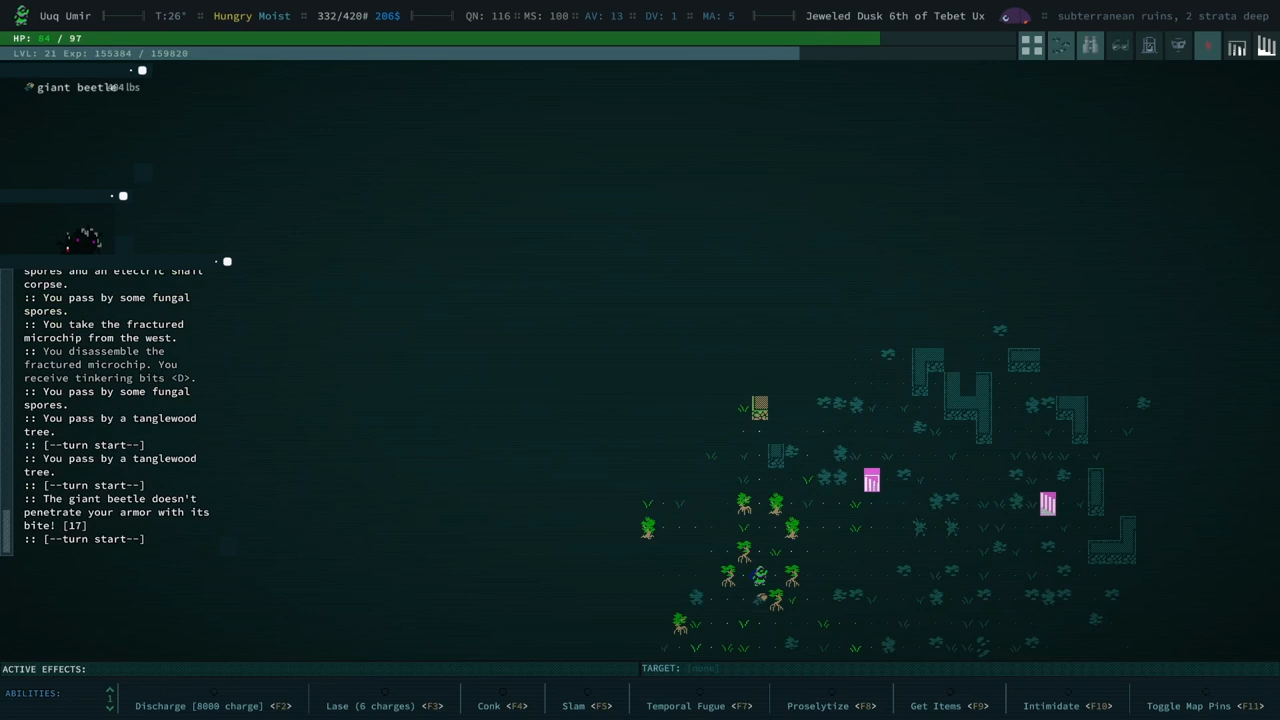 Uuq Umir T:26° :: Hungry Moist :: 332/420# 206$ QN: 116 :: MS: 100 :: AV: 13 :: DV: 1 :: MA: 5 Jeweled Dusk 6th of Tebet Ux :: subterranean ruins, 2 strata deep
HP: 84 / 97
LVL: 21 Exp: 155384 / 159820
giant beetle lbs
spores and an electric snail
corpse.
:: You pass by some fungal
spores.
:: You take the fractured
microchip from the west.
:: You disassemble the
fractured microchip. You
receive tinkering bits <D>.
:: You pass by some fungal
spores.
:: You pass by a tanglewood
tree.
:: [--turn start--]
:: You pass by a tanglewood
tree.
:: [--turn start--]
:: The giant beetle doesn't
penetrate your armor with its
bite! [17]
:: [--turn start--]
ACTIVE EFFECTS: TARGET: [none]
ABILITIES: 1 Discharge [8000 charge] <F2> Lase (6 charges) <F3> Conk <F4> Slam <F5> Temporal Fugue <F7> Proselytize <F8> Get Items <F9> Intimidate <F10> Toggle Map Pins <F11>